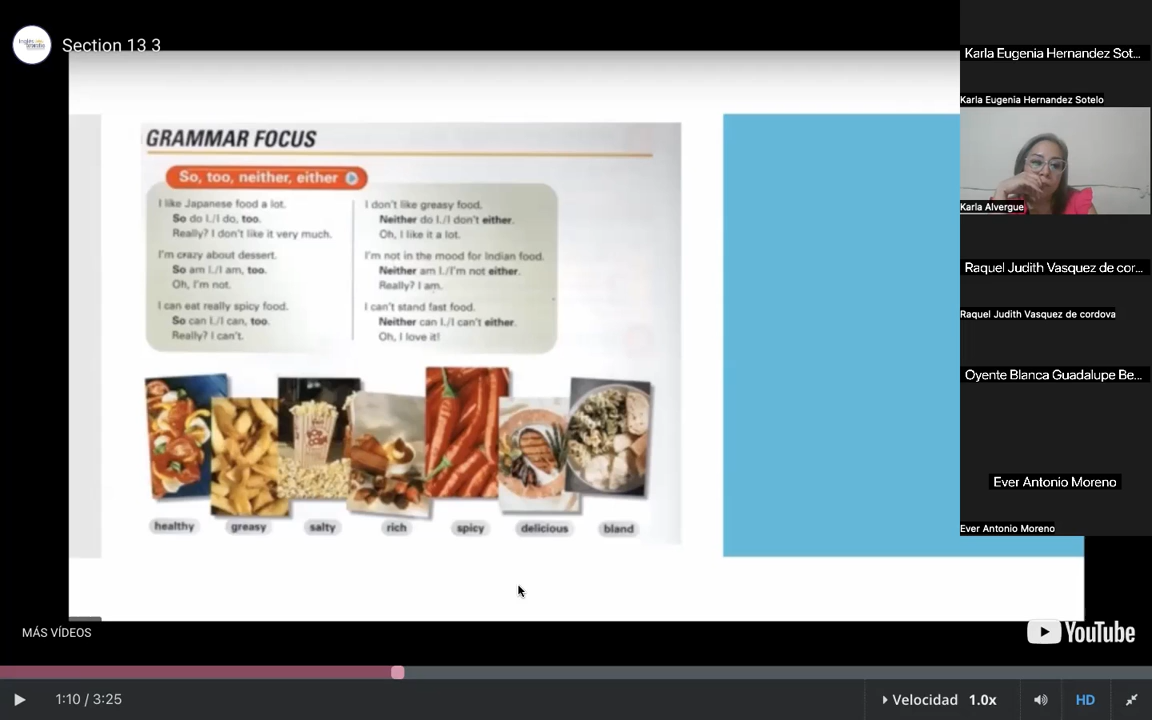 Section 13 3
GRAMMAR FOCUS
So, too, neither, either
I like Japanese food a lot.
So do I./I do, too.
Really? I don't like it very much.
I'm crazy about dessert.
So am I./I am, too.
Oh, I'm not.
I can eat really spicy food.
So can I./I can, too.
Really? I can't.
I don't like greasy food.
Neither do I./I don't either.
Oh, I like it a lot.
I'm not in the mood for Indian food.
Neither am I./I'm not either.
Really? I am.
I can't stand fast food.
Neither can I./I can't either.
Oh, I love it!
healthy
greasy
salty
rich
spicy
delicious
bland
Karla Eugenia Hernandez Sot...
Karla Eugenia Hernandez Sotelo
Karla Alvergue
Raquel Judith Vasquez de cor...
Raquel Judith Vasquez de cordova
Oyente Blanca Guadalupe Be...
Ever Antonio Moreno
Ever Antonio Moreno
MÁS VÍDEOS
YouTube
1:10 / 3:25
Velocidad 1.0x
HD